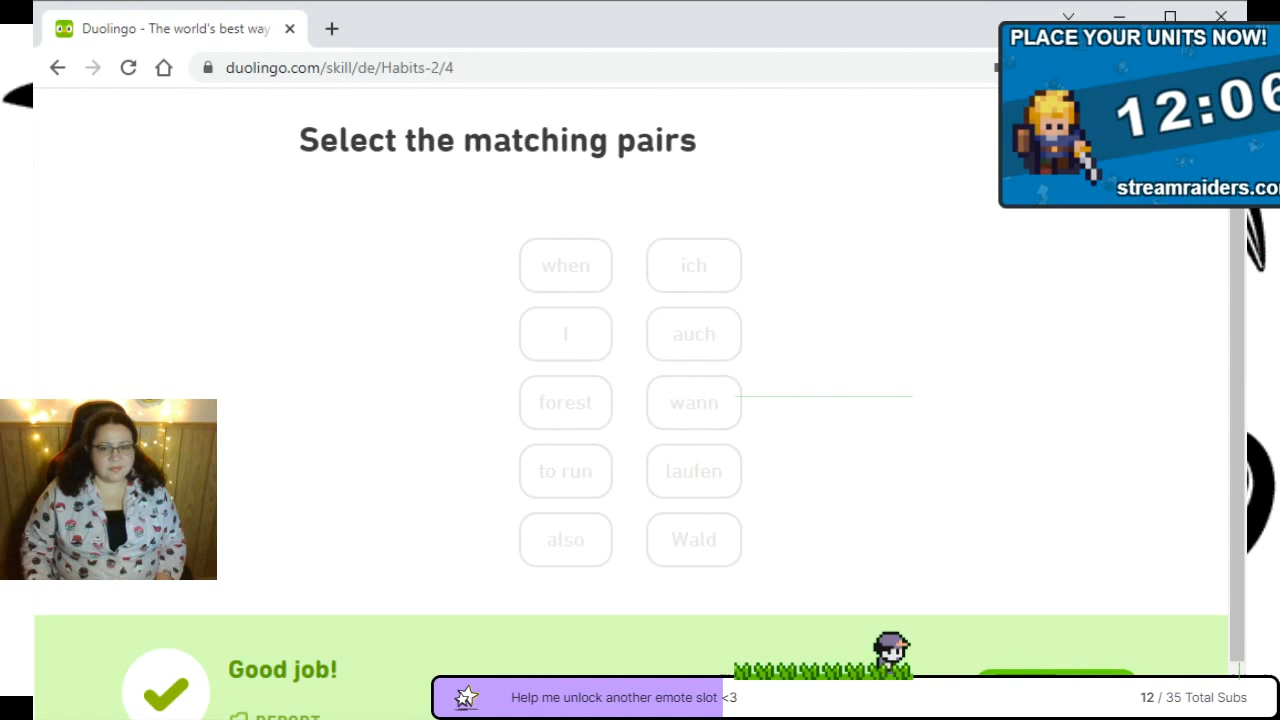 Duolingo - The world's best way
duolingo.com/skill/de/Habits-2/4
PLACE YOUR UNITS NOW!
12:06
streamraiders.co
Select the matching pairs
when ich
I auch
forest wann
to run laufen
also Wald
Good job!
REPORT
Help me unlock another emote slot <3
12 / 35 Total Subs